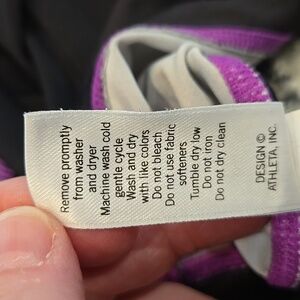 Remove promptly
from washer
and dryer
Machine wash cold
gentle cycle
Wash and dry
with like colors
Do not bleach
Do not use fabric
softeners
Tumble dry low
Do not iron
Do not dry clean
DESIGN ©
ATHLETA, INC.